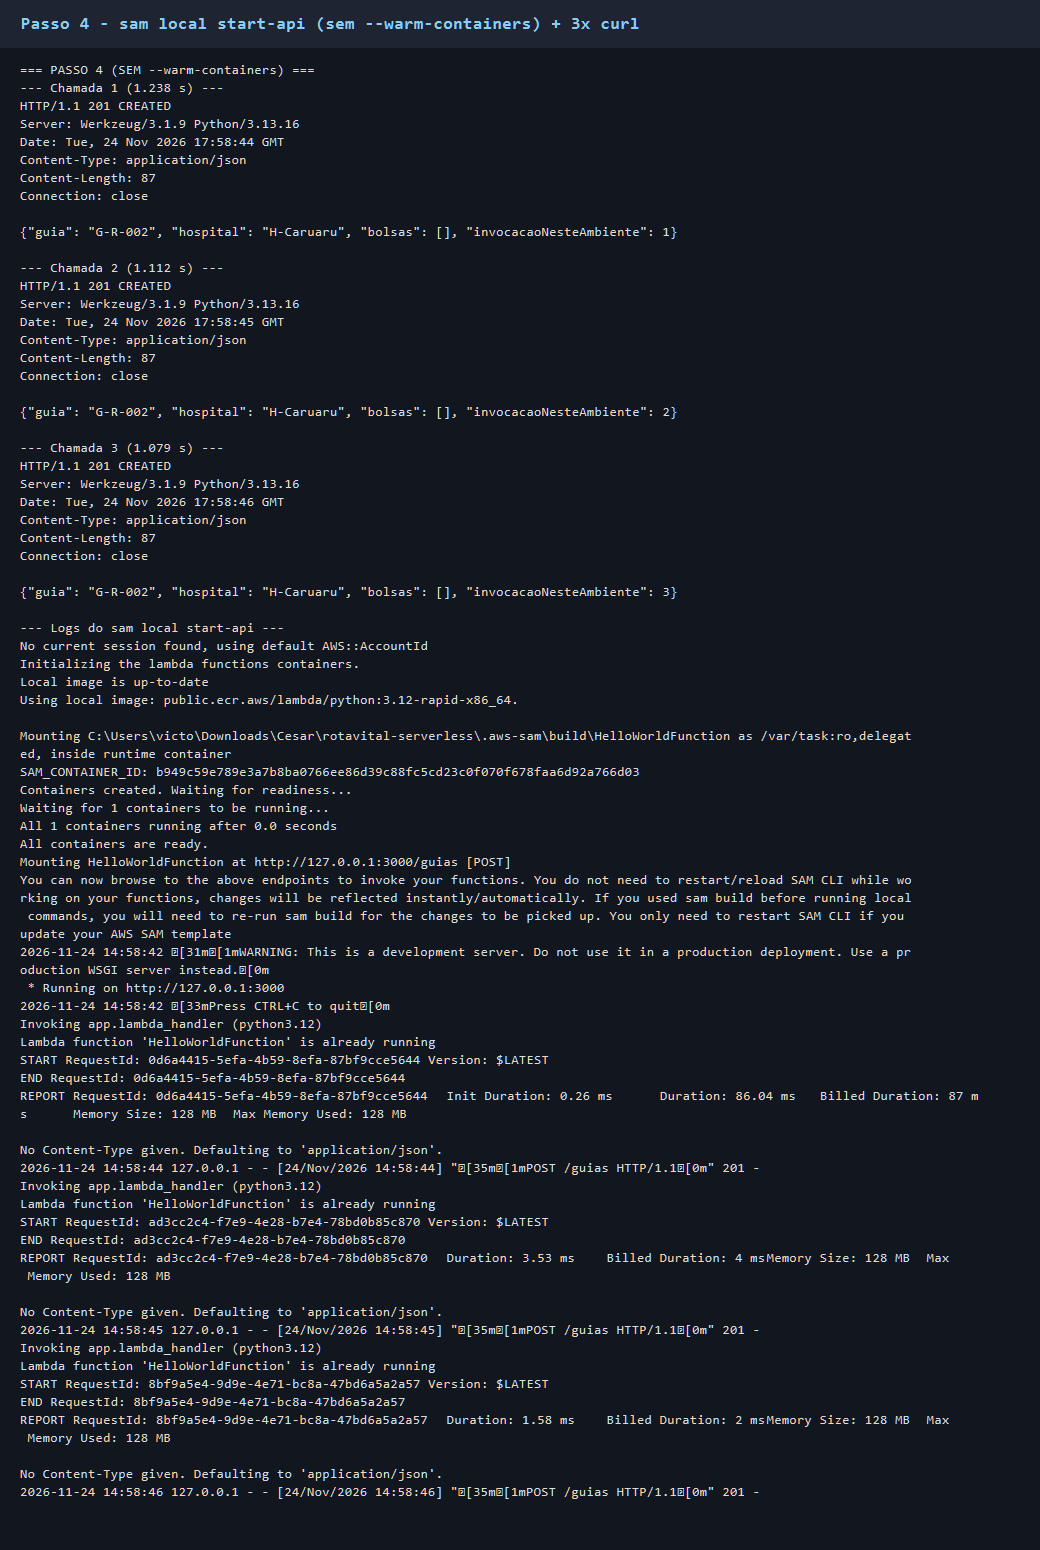 Passo 4 - sam local start-api (sem --warm-containers) + 3x curl
=== PASSO 4 (SEM --warm-containers) ===
--- Chamada 1 (1.238 s) ---
HTTP/1.1 201 CREATED
Server: Werkzeug/3.1.9 Python/3.13.16
Date: Tue, 24 Nov 2026 17:58:44 GMT
Content-Type: application/json
Content-Length: 87
Connection: close
{"guia": "G-R-002", "hospital": "H-Caruaru", "bolsas": [], "invocacaoNesteAmbiente": 1}
--- Chamada 2 (1.112 s) ---
HTTP/1.1 201 CREATED
Server: Werkzeug/3.1.9 Python/3.13.16
Date: Tue, 24 Nov 2026 17:58:45 GMT
Content-Type: application/json
Content-Length: 87
Connection: close
{"guia": "G-R-002", "hospital": "H-Caruaru", "bolsas": [], "invocacaoNesteAmbiente": 2}
--- Chamada 3 (1.079 s) ---
HTTP/1.1 201 CREATED
Server: Werkzeug/3.1.9 Python/3.13.16
Date: Tue, 24 Nov 2026 17:58:46 GMT
Content-Type: application/json
Content-Length: 87
Connection: close
{"guia": "G-R-002", "hospital": "H-Caruaru", "bolsas": [], "invocacaoNesteAmbiente": 3}
--- Logs do sam local start-api ---
No current session found, using default AWS::AccountId
Initializing the lambda functions containers.
Local image is up-to-date
Using local image: public.ecr.aws/lambda/python:3.12-rapid-x86_64.
Mounting C:\Users\victo\Downloads\Cesar\rotavital-serverless\.aws-sam\build\HelloWorldFunction as /var/task:ro,delegat
ed, inside runtime container
SAM_CONTAINER_ID: b949c59e789e3a7b8ba0766ee86d39c88fc5cd23c0f070f678faa6d92a766d03
Containers created. Waiting for readiness...
Waiting for 1 containers to be running...
All 1 containers running after 0.0 seconds
All containers are ready.
Mounting HelloWorldFunction at http://127.0.0.1:3000/guias [POST]
You can now browse to the above endpoints to invoke your functions. You do not need to restart/reload SAM CLI while wo
rking on your functions, changes will be reflected instantly/automatically. If you used sam build before running local
commands, you will need to re-run sam build for the changes to be picked up. You only need to restart SAM CLI if you
update your AWS SAM template
2026-11-24 14:58:42 [31m[1mWARNING: This is a development server. Do not use it in a production deployment. Use a pr
oduction WSGI server instead.[0m
* Running on http://127.0.0.1:3000
2026-11-24 14:58:42 [33mPress CTRL+C to quit[0m
Invoking app.lambda_handler (python3.12)
Lambda function 'HelloWorldFunction' is already running
START RequestId: 0d6a4415-5efa-4b59-8efa-87bf9cce5644 Version: $LATEST
END RequestId: 0d6a4415-5efa-4b59-8efa-87bf9cce5644
REPORT RequestId: 0d6a4415-5efa-4b59-8efa-87bf9cce5644 Init Duration: 0.26 ms Duration: 86.04 ms Billed Duration: 87 m
s Memory Size: 128 MB Max Memory Used: 128 MB
No Content-Type given. Defaulting to 'application/json'.
2026-11-24 14:58:44 127.0.0.1 - - [24/Nov/2026 14:58:44] "[35m[1mPOST /guias HTTP/1.1[0m" 201 -
Invoking app.lambda_handler (python3.12)
Lambda function 'HelloWorldFunction' is already running
START RequestId: ad3cc2c4-f7e9-4e28-b7e4-78bd0b85c870 Version: $LATEST
END RequestId: ad3cc2c4-f7e9-4e28-b7e4-78bd0b85c870
REPORT RequestId: ad3cc2c4-f7e9-4e28-b7e4-78bd0b85c870 Duration: 3.53 ms Billed Duration: 4 msMemory Size: 128 MB Max
Memory Used: 128 MB
No Content-Type given. Defaulting to 'application/json'.
2026-11-24 14:58:45 127.0.0.1 - - [24/Nov/2026 14:58:45] "[35m[1mPOST /guias HTTP/1.1[0m" 201 -
Invoking app.lambda_handler (python3.12)
Lambda function 'HelloWorldFunction' is already running
START RequestId: 8bf9a5e4-9d9e-4e71-bc8a-47bd6a5a2a57 Version: $LATEST
END RequestId: 8bf9a5e4-9d9e-4e71-bc8a-47bd6a5a2a57
REPORT RequestId: 8bf9a5e4-9d9e-4e71-bc8a-47bd6a5a2a57 Duration: 1.58 ms Billed Duration: 2 msMemory Size: 128 MB Max
Memory Used: 128 MB
No Content-Type given. Defaulting to 'application/json'.
2026-11-24 14:58:46 127.0.0.1 - - [24/Nov/2026 14:58:46] "[35m[1mPOST /guias HTTP/1.1[0m" 201 -